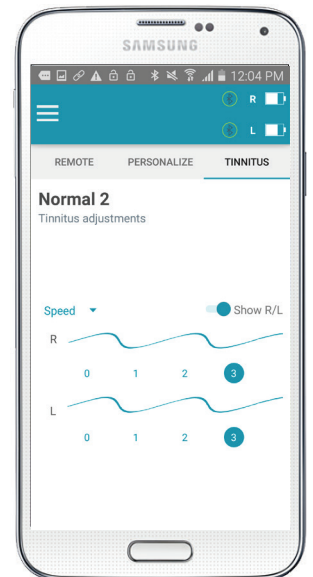 SAMSUNG
12:04 PM
R
L
REMOTE PERSONALIZE TINNITUS
Normal 2
Tinnitus adjustments
Speed Show R/L
R
0 1 2 3
L
0 1 2 3